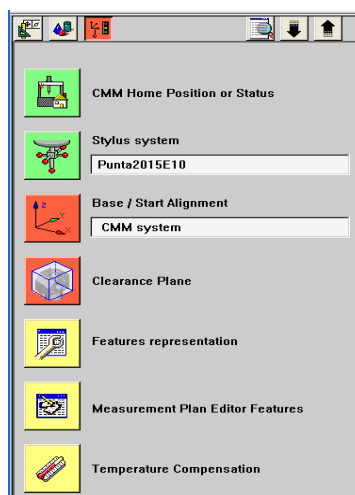 CMM Home Position or Status
Stylus system
Punta2015E10
Base / Start Alignment
CMM system
Clearance Plane
Features representation
Measurement Plan Editor Features
Temperature Compensation